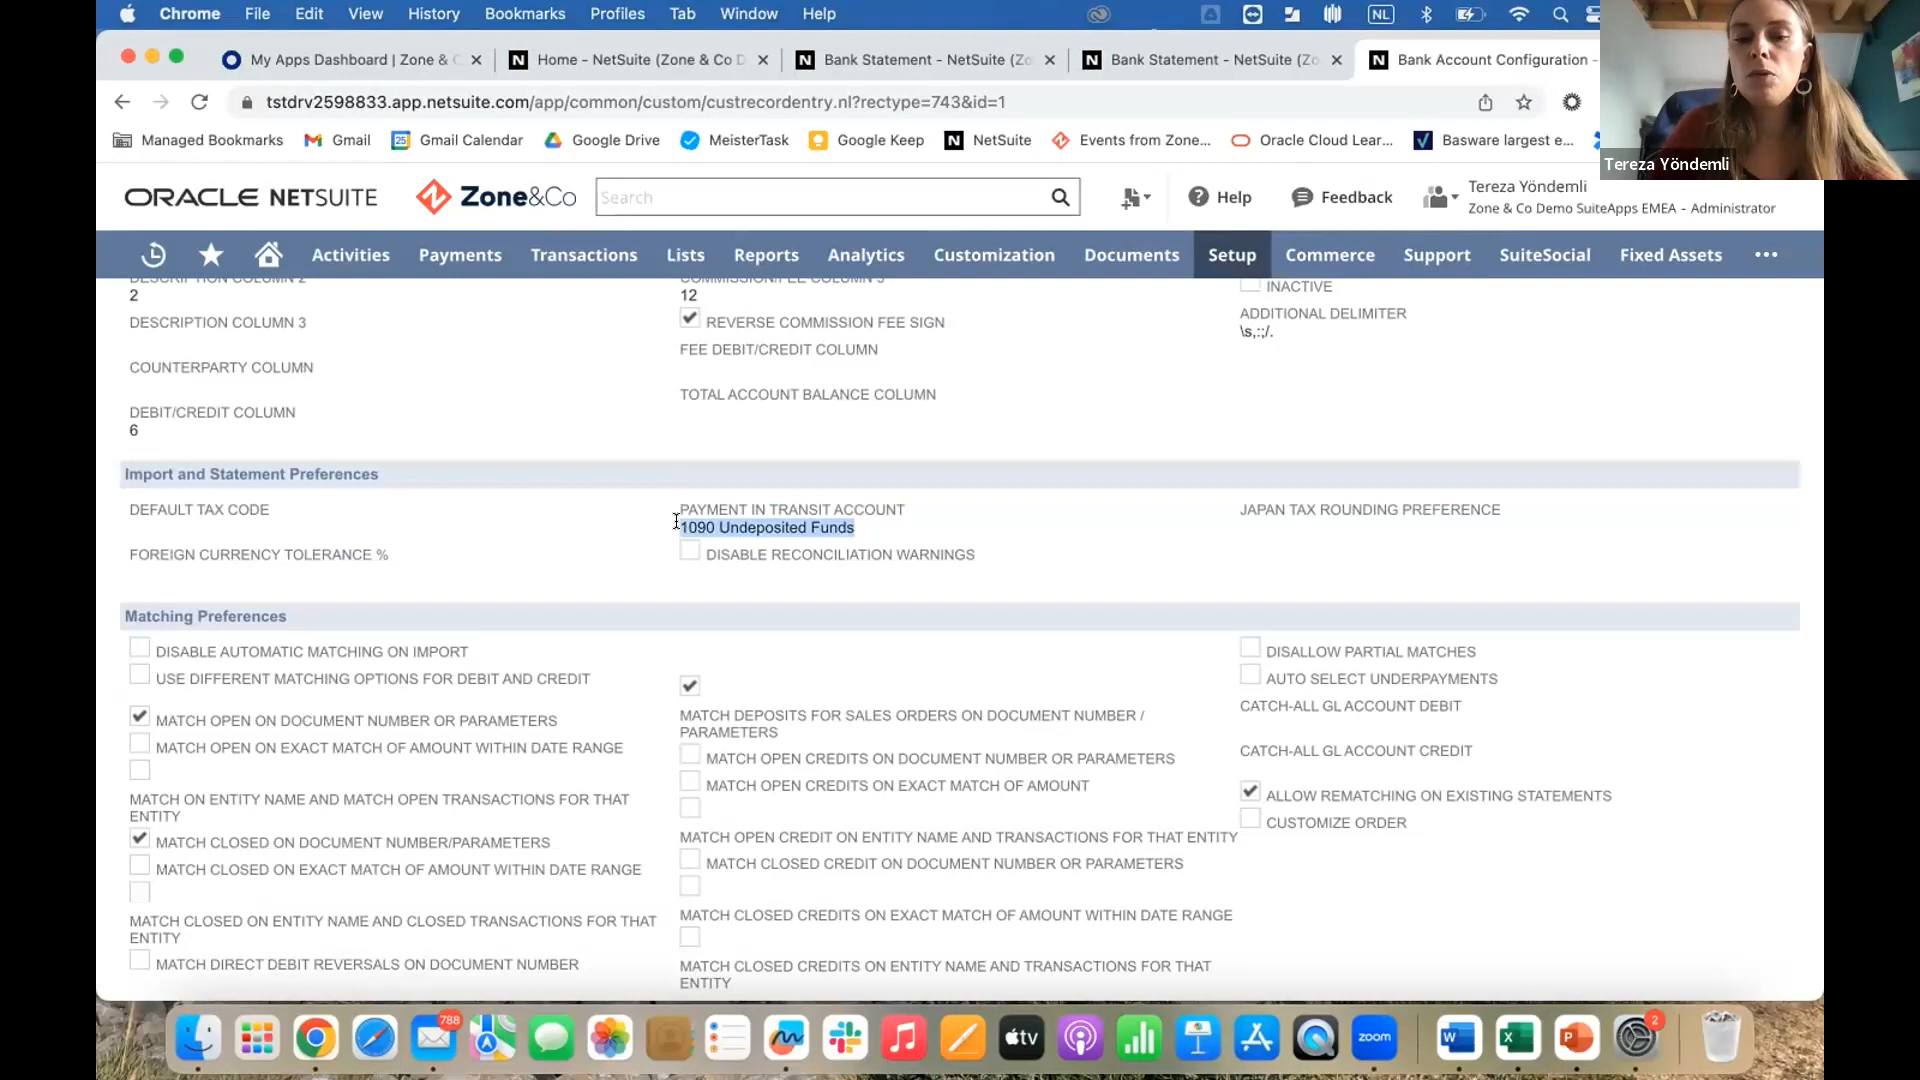 Chrome File Edit View History Bookmarks Profiles Tab Window Help NL
My Apps Dashboard | Zone & C
Home - NetSuite (Zone & Co D
Bank Statement - NetSuite (Zo
Bank Statement - NetSuite (Zo
Bank Account Configuration -
tstdrv2598833.app.netsuite.com/app/common/custom/custrecordentry.nl?rectype=743&id=1
Managed Bookmarks Gmail Gmail Calendar Google Drive MeisterTask Google Keep NetSuite Events from Zone... Oracle Cloud Lear... Basware largest e...
Tereza Yöndemli
ORACLE NETSUITE
Zone&Co
Search
Help
Feedback
Tereza Yöndemli
Zone & Co Demo SuiteApps EMEA - Administrator
Activities Payments Transactions Lists Reports Analytics Customization Documents Setup Commerce Support SuiteSocial Fixed Assets
DESCRIPTION COLUMN 2
2
DESCRIPTION COLUMN 3
COUNTERPARTY COLUMN
DEBIT/CREDIT COLUMN
6
COMMISSION/FEE COLUMN 3
12
REVERSE COMMISSION FEE SIGN
FEE DEBIT/CREDIT COLUMN
TOTAL ACCOUNT BALANCE COLUMN
INACTIVE
ADDITIONAL DELIMITER
\s,:;/.
Import and Statement Preferences
DEFAULT TAX CODE
FOREIGN CURRENCY TOLERANCE %
PAYMENT IN TRANSIT ACCOUNT
1090 Undeposited Funds
DISABLE RECONCILIATION WARNINGS
JAPAN TAX ROUNDING PREFERENCE
Matching Preferences
DISABLE AUTOMATIC MATCHING ON IMPORT
USE DIFFERENT MATCHING OPTIONS FOR DEBIT AND CREDIT
MATCH OPEN ON DOCUMENT NUMBER OR PARAMETERS
MATCH OPEN ON EXACT MATCH OF AMOUNT WITHIN DATE RANGE
MATCH ON ENTITY NAME AND MATCH OPEN TRANSACTIONS FOR THAT
ENTITY
MATCH CLOSED ON DOCUMENT NUMBER/PARAMETERS
MATCH CLOSED ON EXACT MATCH OF AMOUNT WITHIN DATE RANGE
MATCH CLOSED ON ENTITY NAME AND CLOSED TRANSACTIONS FOR THAT
ENTITY
MATCH DIRECT DEBIT REVERSALS ON DOCUMENT NUMBER
MATCH DEPOSITS FOR SALES ORDERS ON DOCUMENT NUMBER /
PARAMETERS
MATCH OPEN CREDITS ON DOCUMENT NUMBER OR PARAMETERS
MATCH OPEN CREDITS ON EXACT MATCH OF AMOUNT
MATCH OPEN CREDIT ON ENTITY NAME AND TRANSACTIONS FOR THAT ENTITY
MATCH CLOSED CREDIT ON DOCUMENT NUMBER OR PARAMETERS
MATCH CLOSED CREDITS ON EXACT MATCH OF AMOUNT WITHIN DATE RANGE
MATCH CLOSED CREDITS ON ENTITY NAME AND TRANSACTIONS FOR THAT
ENTITY
DISALLOW PARTIAL MATCHES
AUTO SELECT UNDERPAYMENTS
CATCH-ALL GL ACCOUNT DEBIT
CATCH-ALL GL ACCOUNT CREDIT
ALLOW REMATCHING ON EXISTING STATEMENTS
CUSTOMIZE ORDER
788
tv
zoom
W
X
P
2